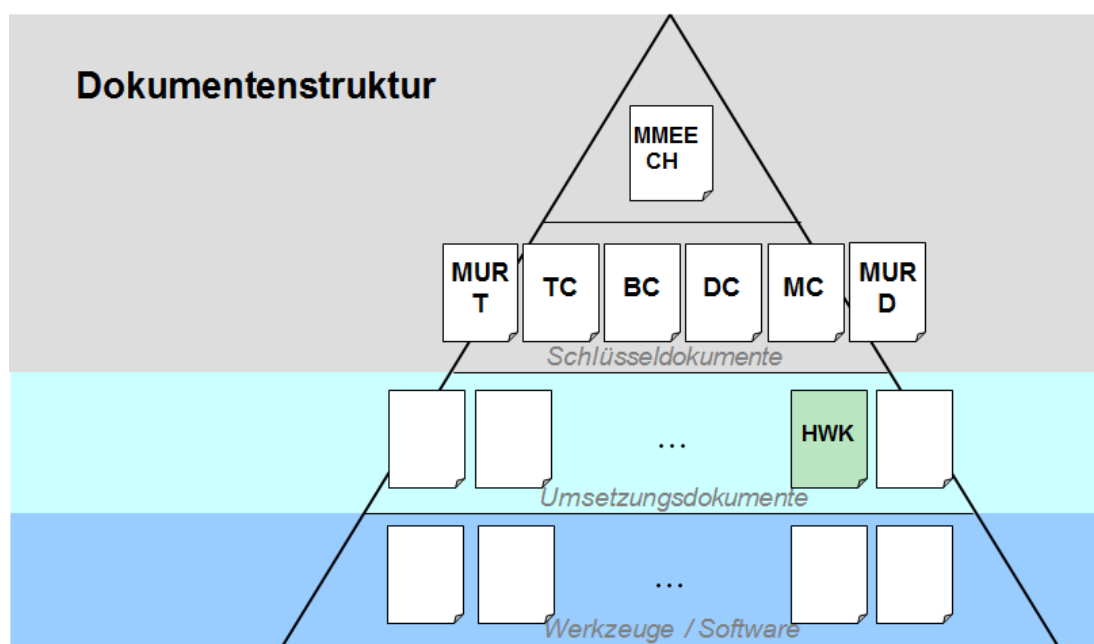 Dokumentenstruktur
MMEE
CH
MUR
T
TC
BC
DC
MC
MUR
D
Schlüsseldokumente
...
HWK
Umsetzungsdokumente
...
Werkzeuge / Software